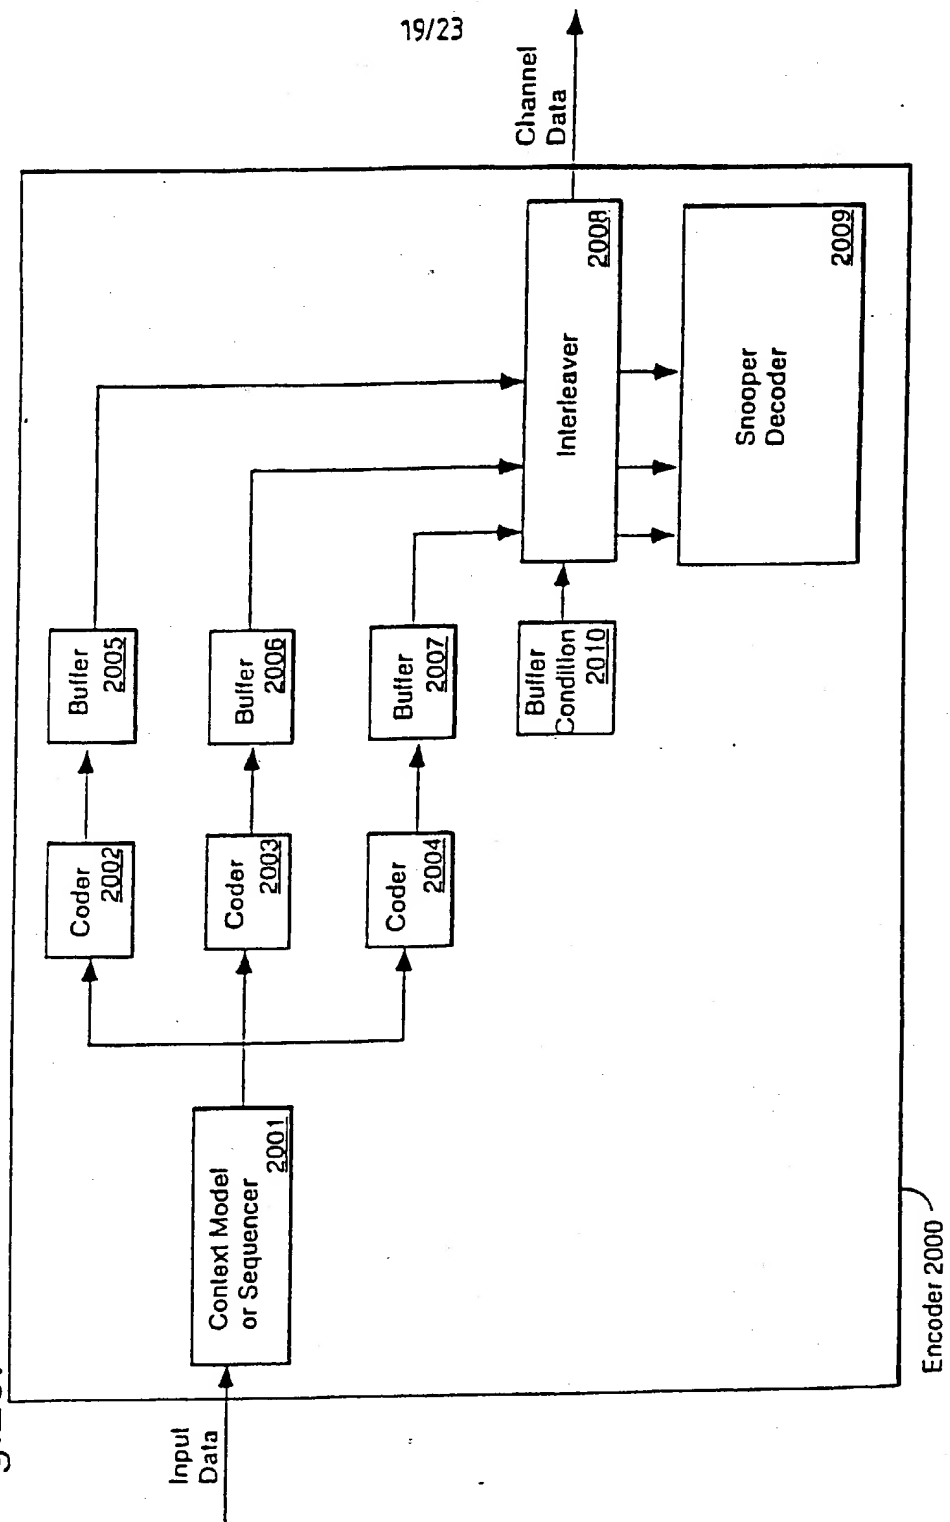 19/23
Input
Data
Context Model
or Sequencer
2001
Coder
2002
Coder
2003
Coder
2004
Buffer
2005
Buffer
2006
Buffer
2007
Buffer
Condition
2010
Interleaver
2008
Snooper
Decoder
2009
Channel
Data
Encoder 2000